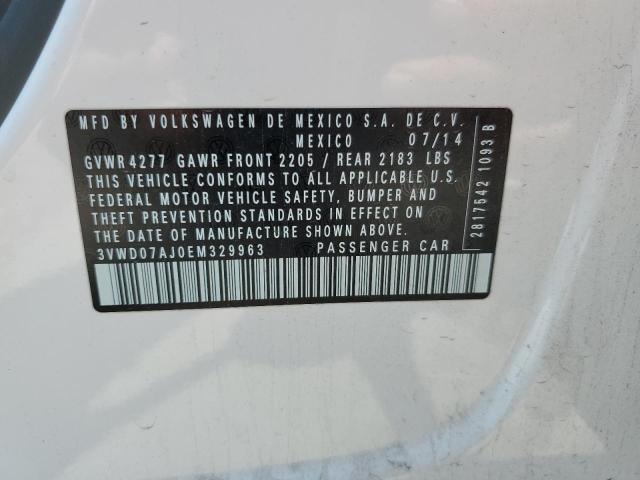 MFD BY VOLKSWAGEN DE MEXICO S.A. DE C.V.
MEXICO 07/14
GVWR 4277 GAWR FRONT 2205 / REAR 2183 LBS
THIS VEHICLE CONFORMS TO ALL APPLICABLE U.S.
FEDERAL MOTOR VEHICLE SAFETY, BUMPER AND
THEFT PREVENTION STANDARDS IN EFFECT ON
THE DATE OF MANUFACTURE SHOWN ABOVE.
3VWD07AJ0EM329963 PASSENGER CAR
2817542 1093 B